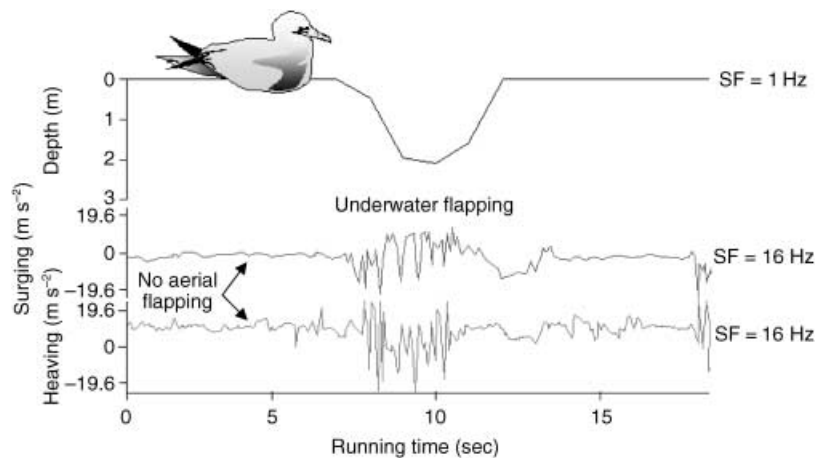 0
1
2
3
Depth (m)
SF = 1 Hz
Underwater flapping
19.6
0
−19.6
Surging (m s⁻²)
SF = 16 Hz
No aerial
flapping
19.6
0
−19.6
Heaving (m s⁻²)
SF = 16 Hz
0 5 10 15
Running time (sec)